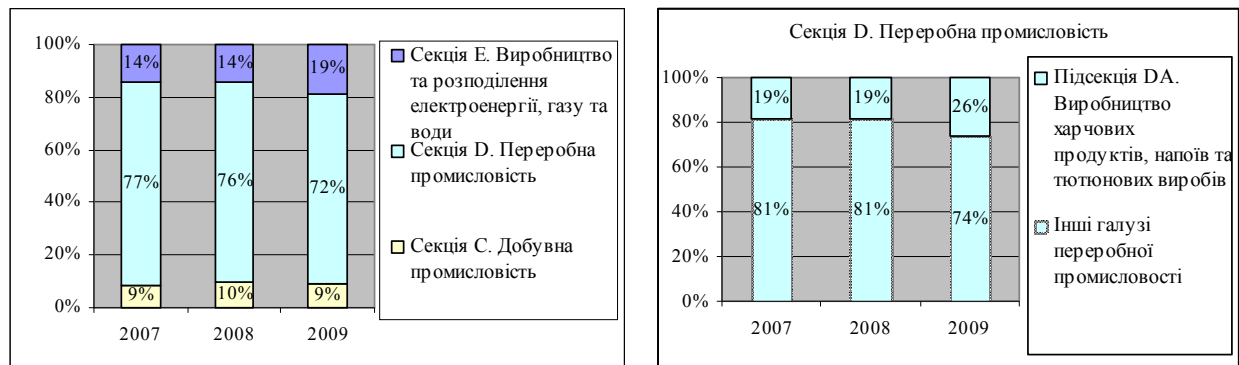 100%
80%
60%
40%
20%
0%
14%
14%
19%
77%
76%
72%
9%
10%
9%
2007
2008
2009
Секція E. Виробництво
та розподілення
електроенергії, газу та
води
Секція D. Переробна
промисловість
Секція C. Добувна
промисловість
Секція D. Переробна промисловість
100%
80%
60%
40%
20%
0%
19%
19%
26%
81%
81%
74%
2007
2008
2009
Підсекція DA.
Виробництво
харчових
продуктів, напоїв та
тютюнових виробів
Інші галузі
переробної
промисловості